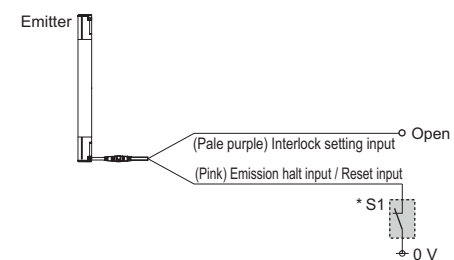 Emitter
Open
(Pale purple) Interlock setting input
(Pink) Emission halt input / Reset input
* S1
0 V